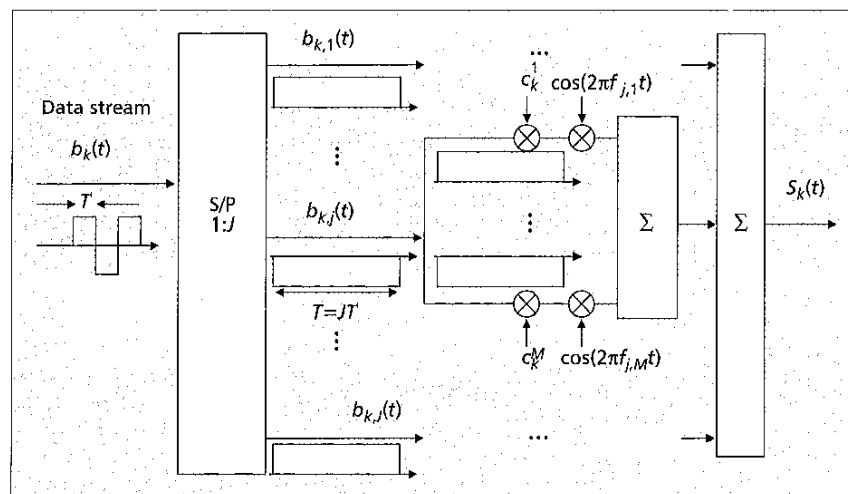 b_{k,1}(t)
...
c_k^1
cos(2πf_{j,1}t)
Data stream
b_k(t)
T'
S/P
1:J
b_{k,j}(t)
T=JT'
Σ
Σ
S_k(t)
c_k^M
cos(2πf_{j,M}t)
b_{k,J}(t)
...